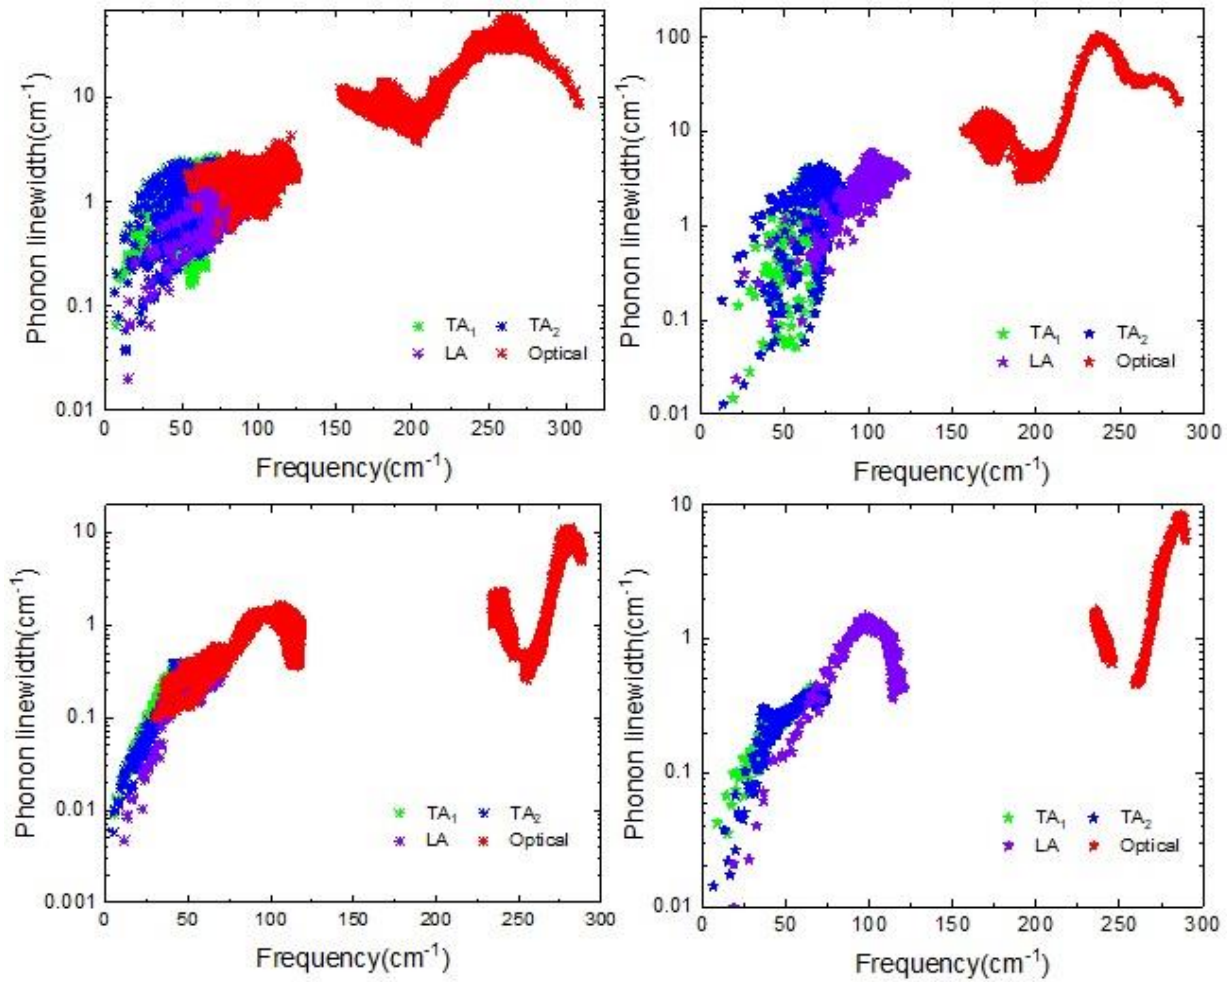 Phonon linewidth(cm⁻¹)
10
1
0.1
0.01
TA₁ TA₂
LA Optical
0 50 100 150 200 250 300
Frequency(cm⁻¹)
Phonon linewidth(cm⁻¹)
100
10
1
0.1
0.01
TA₁ TA₂
LA Optical
0 50 100 150 200 250 300
Frequency(cm⁻¹)
Phonon linewidth(cm⁻¹)
10
1
0.1
0.01
0.001
TA₁ TA₂
LA Optical
0 50 100 150 200 250 300
Frequency(cm⁻¹)
Phonon linewidth(cm⁻¹)
10
1
0.1
0.01
TA₁ TA₂
LA Optical
0 50 100 150 200 250 300
Frequency(cm⁻¹)